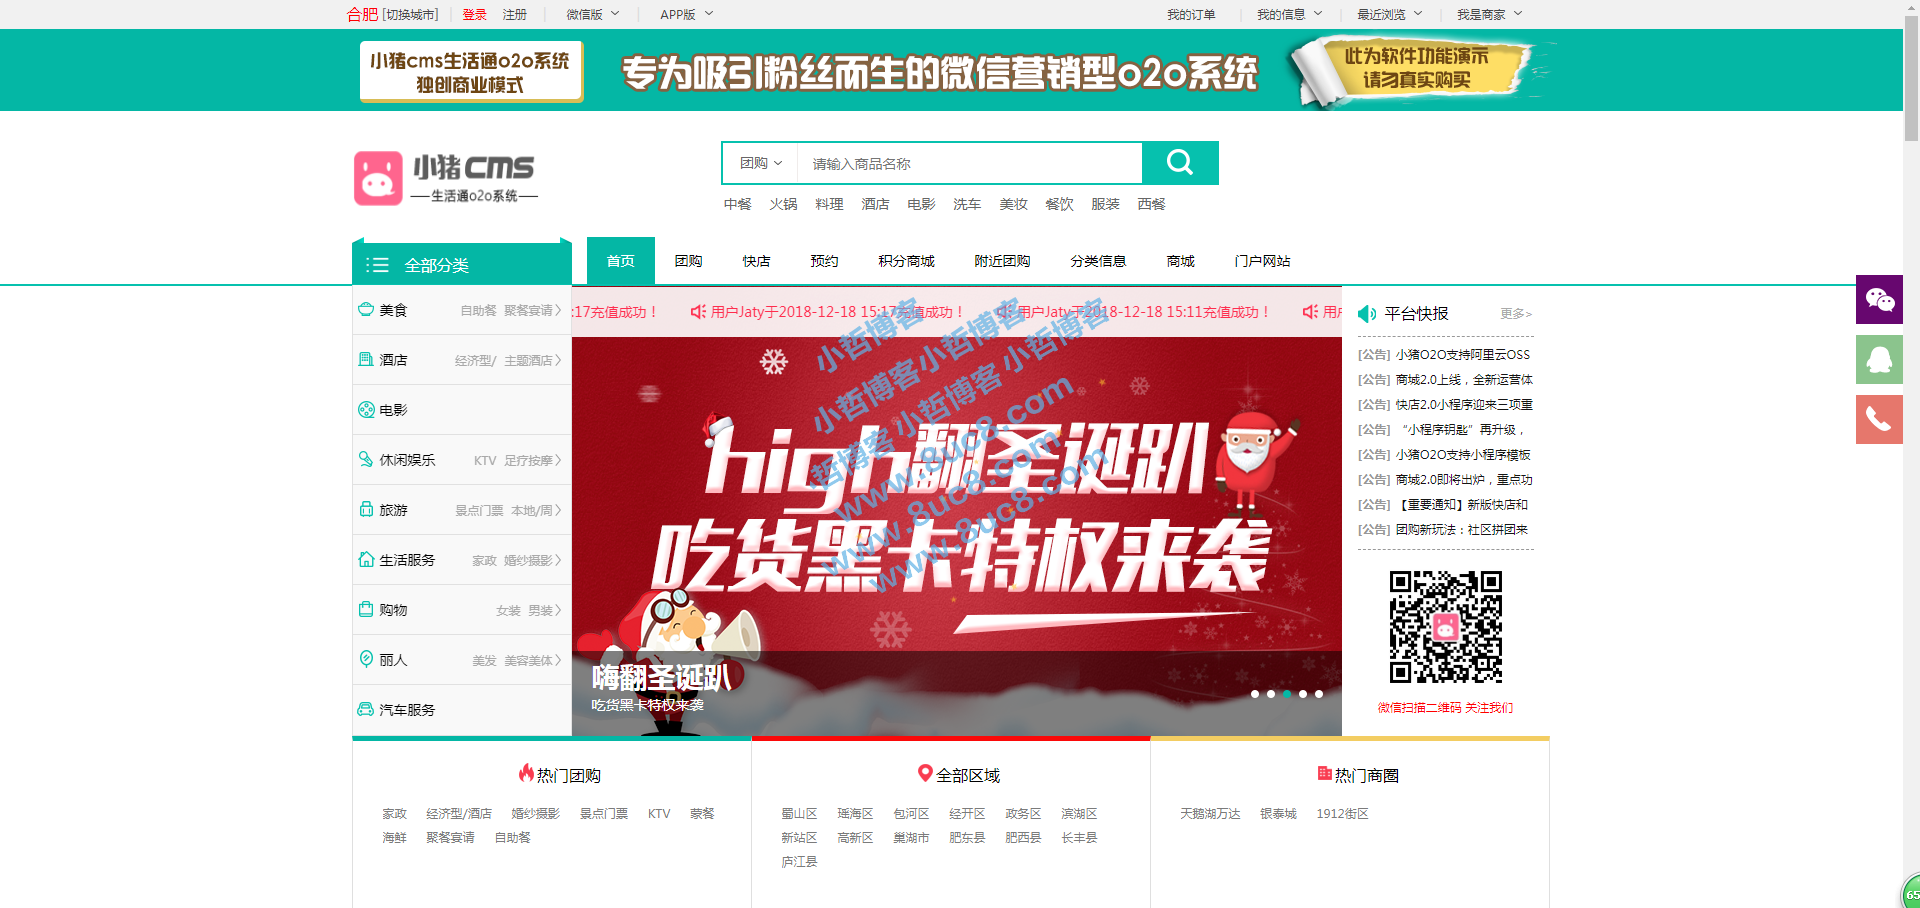 合肥 [切换城市] 登录 注册 微信版 APP版 我的订单 我的信息 最近浏览 我是商家
小猪cms生活通o2o系统
独创商业模式
专为吸引粉丝而生的微信营销型o2o系统
此为软件功能演示
请勿真实购买
小猪CMS
生活通o2o系统
团购 请输入商品名称
中餐 火锅 料理 酒店 电影 洗车 美妆 餐饮 服装 西餐
全部分类 首页 团购 快店 预约 积分商城 附近团购 分类信息 商城 门户网站
美食 自助餐 聚餐宴请
酒店 经济型/ 主题酒店
电影
休闲娱乐 KTV 足疗按摩
旅游 景点门票 本地/周
生活服务 家政 婚纱摄影
购物 女装 男装
丽人 美发 美容美体
汽车服务
:17充值成功！ 用户Jaty于2018-12-18 15:17充值成功！ 用户Jaty于2018-12-18 15:11充值成功！ 用户
小哲博客
小哲博客小哲博客
小哲博客小哲博客
哲博客
www.8uc8.com
www.8uc8.com
www.8uc8.com
high翻圣诞趴
吃货黑卡特权来袭
嗨翻圣诞趴
吃货黑卡特权来袭
平台快报 更多>
[公告] 小猪O2O支持阿里云OSS
[公告] 商城2.0上线，全新运营体
[公告] 快店2.0小程序迎来三项重
[公告] “小程序钥匙”再升级，
[公告] 小猪O2O支持小程序模板
[公告] 商城2.0即将出炉，重点功
[公告] 【重要通知】新版快店和
[公告] 团购新玩法：社区拼团来
微信扫描二维码 关注我们
热门团购
家政 经济型/酒店 婚纱摄影 景点门票 KTV 蒙餐
海鲜 聚餐宴请 自助餐
全部区域
蜀山区 瑶海区 包河区 经开区 政务区 滨湖区
新站区 高新区 巢湖市 肥东县 肥西县 长丰县
庐江县
热门商圈
天鹅湖万达 银泰城 1912街区
65